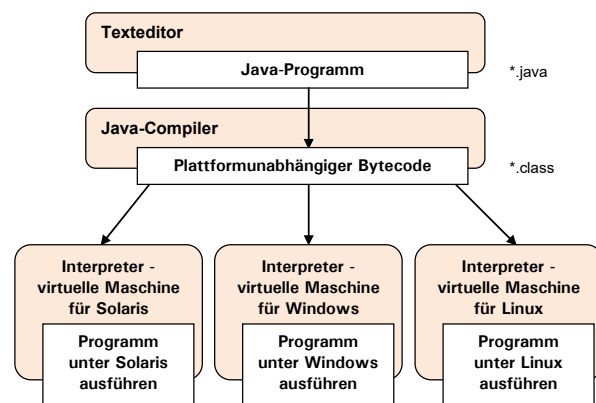 Texteditor
Java-Programm
*.java
Java-Compiler
Plattformunabhängiger Bytecode
*.class
Interpreter -
virtuelle Maschine
für Solaris
Programm
unter Solaris
ausführen
Interpreter -
virtuelle Maschine
für Windows
Programm
unter Windows
ausführen
Interpreter -
virtuelle Maschine
für Linux
Programm
unter Linux
ausführen